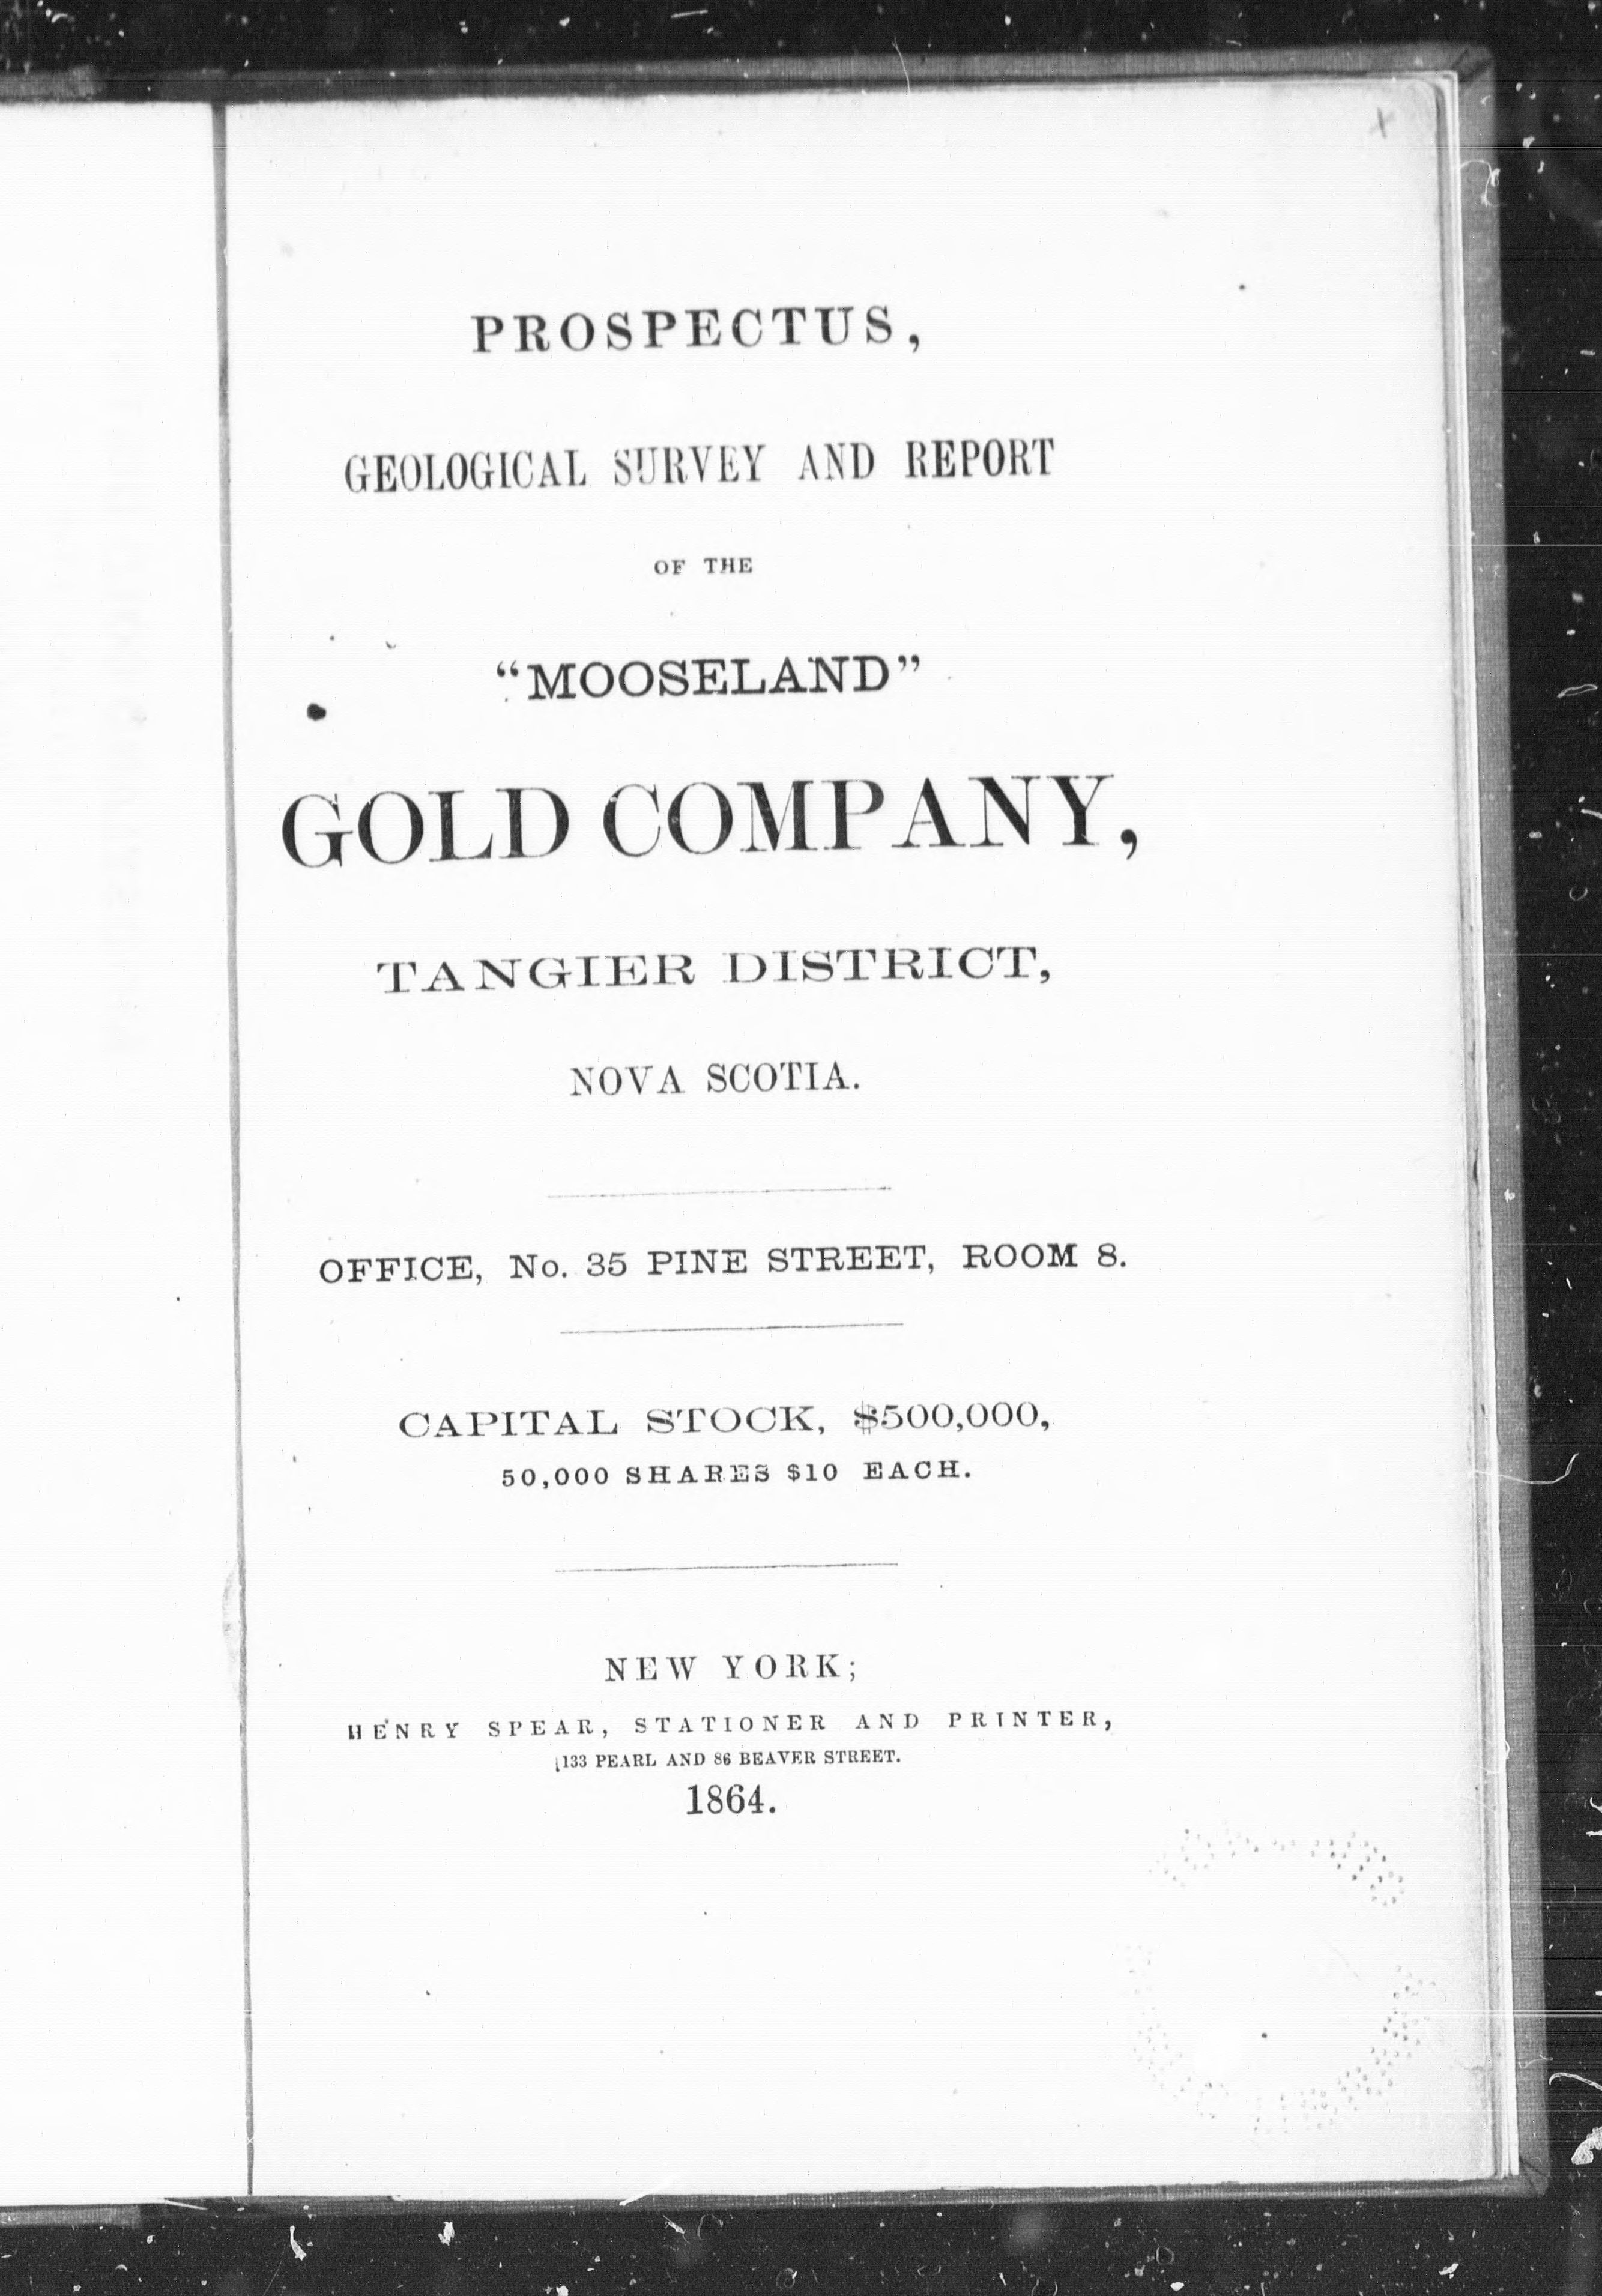 PROSPECTUS,
GEOLOGICAL SURVEY AND REPORT
OF THE
“MOOSELAND”
GOLD COMPANY,
TANGIER DISTRICT,
NOVA SCOTIA.
OFFICE, No. 35 PINE STREET, ROOM 8.
CAPITAL STOCK, $500,000,
50,000 SHARES $10 EACH.
NEW YORK;
HENRY SPEAR, STATIONER AND PRINTER,
133 PEARL AND 86 BEAVER STREET.
1864.